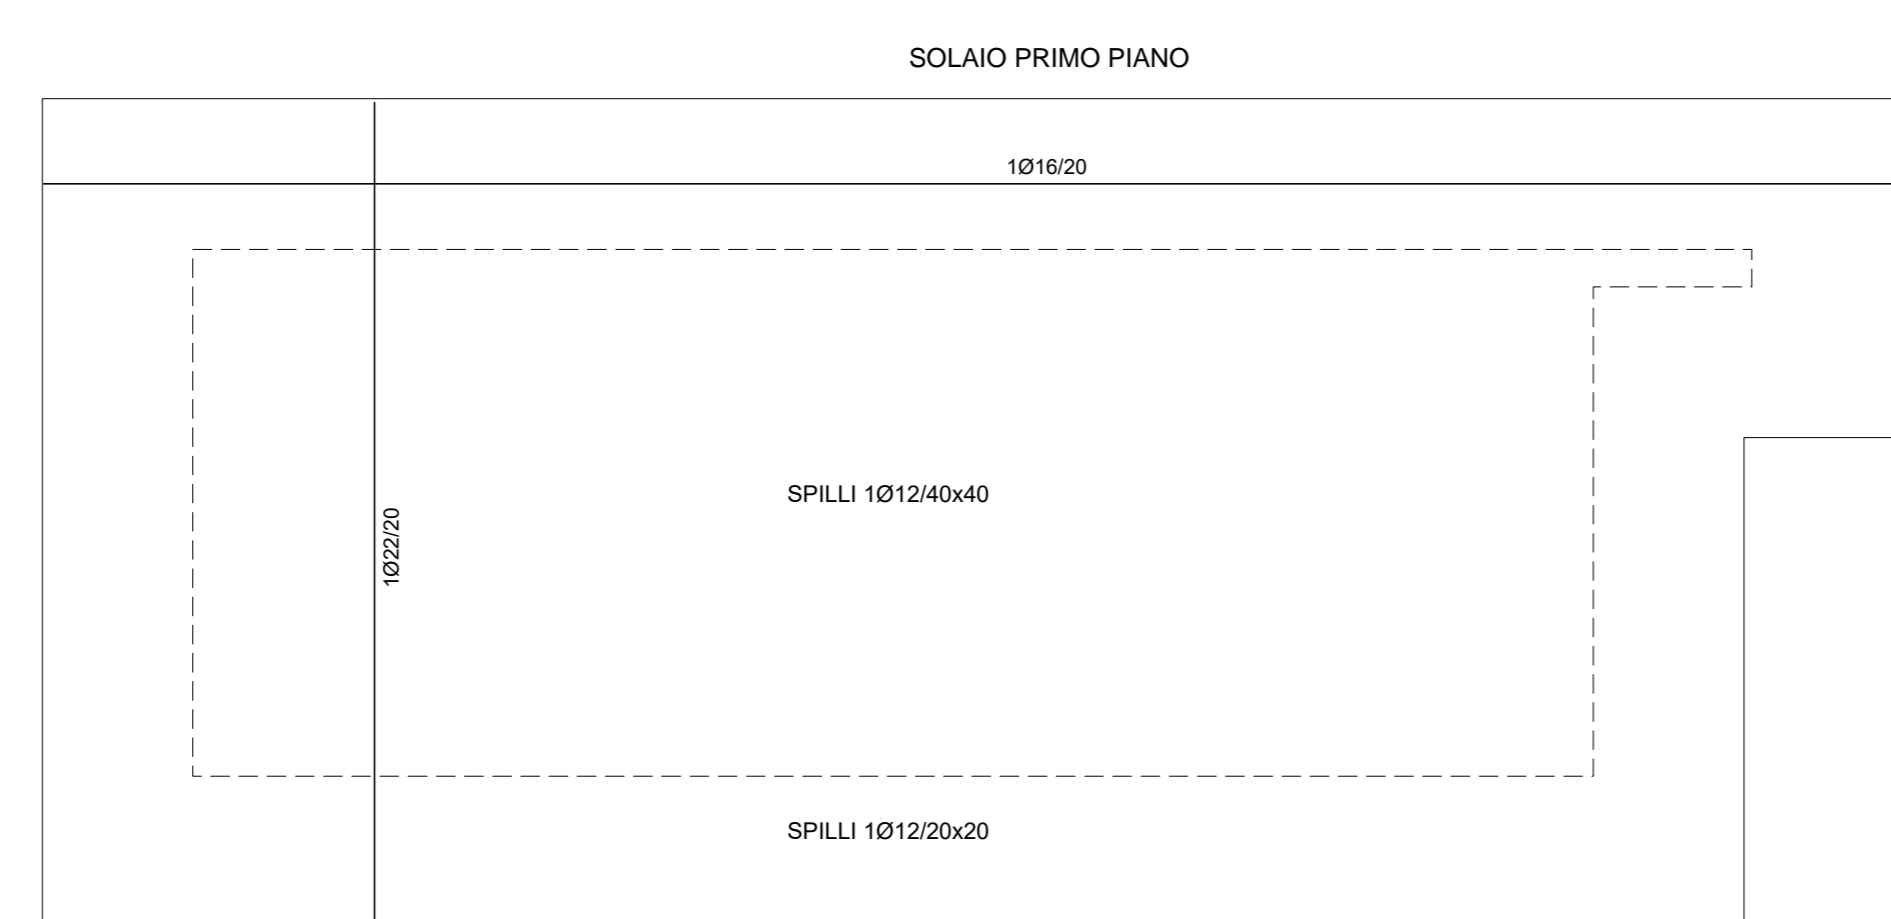 SOLAIO PRIMO PIANO
1Ø16/20
SPILLI 1Ø12/40x40
1Ø22/20
SPILLI 1Ø12/20x20